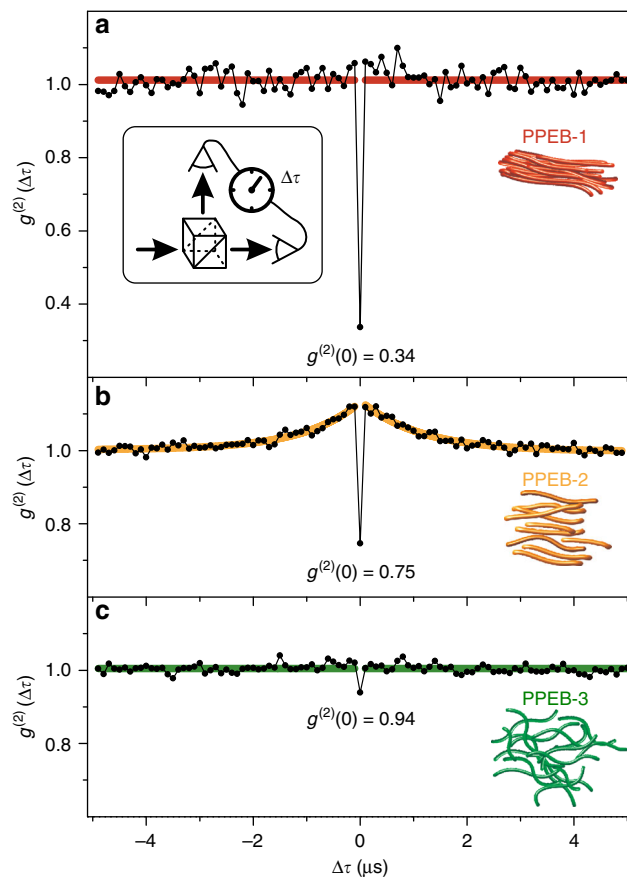 a
1.0
0.8
0.6
0.4
g(2) (Δτ)
Δτ
PPEB-1
g(2)(0) = 0.34
b
1.0
0.8
g(2) (Δτ)
PPEB-2
g(2)(0) = 0.75
c
1.0
0.8
g(2) (Δτ)
PPEB-3
g(2)(0) = 0.94
−4
−2
0
2
4
Δτ (μs)